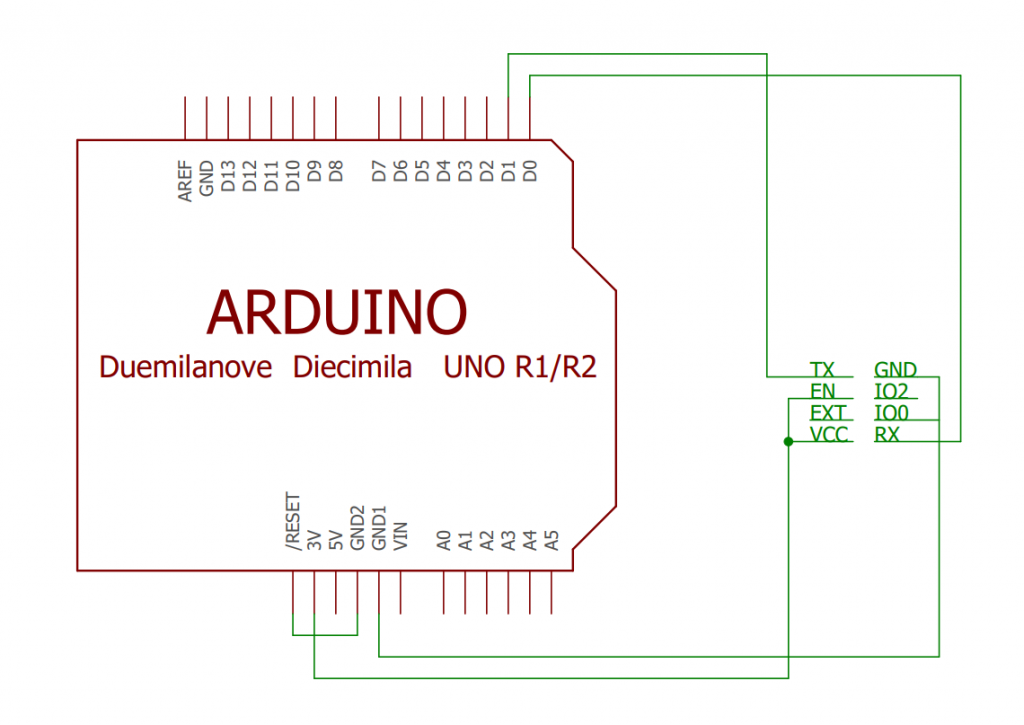 AREF GND D13 D12 D11 D10 D9 D8 D7 D6 D5 D4 D3 D2 D1 D0
ARDUINO
Duemilanove Diecimila UNO R1/R2
TX GND
EN IO2
EXT IO0
VCC RX
/RESET 3V 5V GND2 GND1 VIN A0 A1 A2 A3 A4 A5